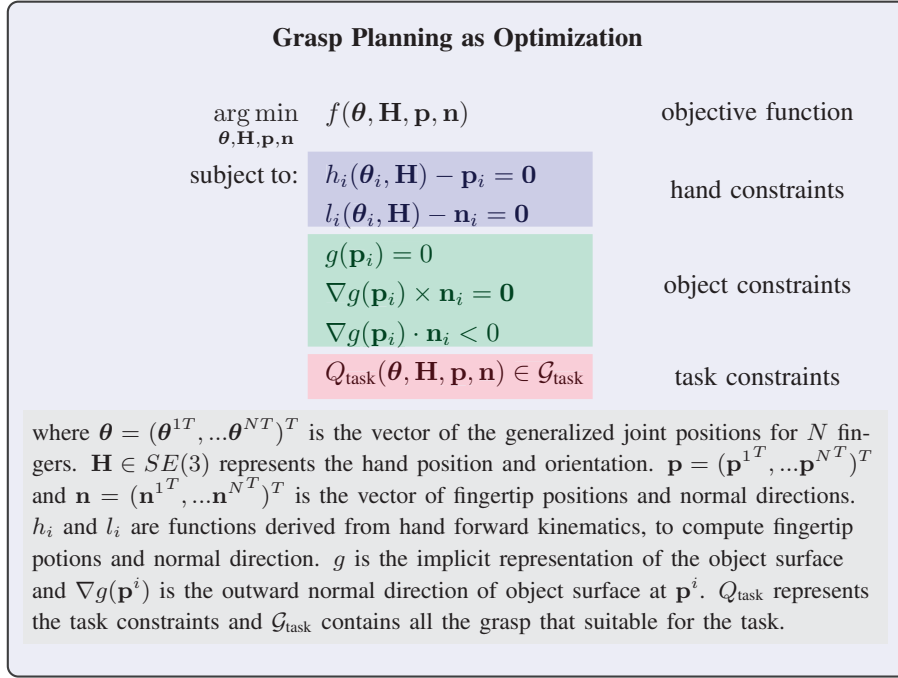 Grasp Planning as Optimization
arg min f(θ, H, p, n) objective function
θ,H,p,n
subject to: h_i(θ_i, H) − p_i = 0
hand constraints
l_i(θ_i, H) − n_i = 0
g(p_i) = 0
∇g(p_i) × n_i = 0 object constraints
∇g(p_i) · n_i < 0
Q_task(θ, H, p, n) ∈ 𝒢_task task constraints
where θ = (θ^{1T}, ...θ^{NT})^T is the vector of the generalized joint positions for N fin-
gers. H ∈ SE(3) represents the hand position and orientation. p = (p^{1T}, ...p^{NT})^T
and n = (n^{1T}, ...n^{NT})^T is the vector of fingertip positions and normal directions.
h_i and l_i are functions derived from hand forward kinematics, to compute fingertip
potions and normal direction. g is the implicit representation of the object surface
and ∇g(p^i) is the outward normal direction of object surface at p^i. Q_task represents
the task constraints and 𝒢_task contains all the grasp that suitable for the task.